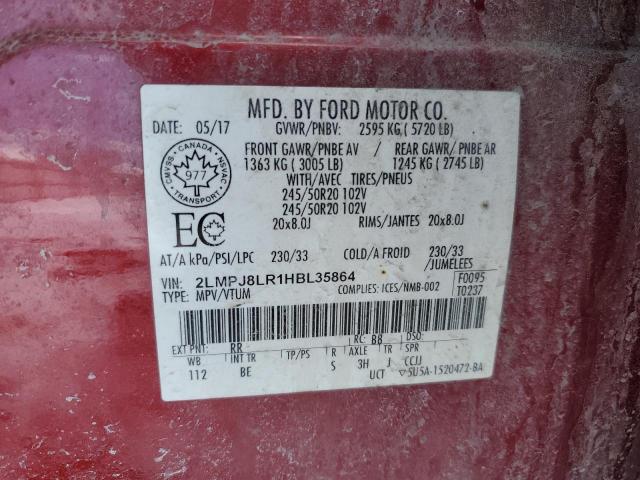 MFD. BY FORD MOTOR CO.
DATE: 05/17 GVWR/PNBV: 2595 KG ( 5720 LB)
FRONT GAWR/PNBE AV / REAR GAWR/ PNBE AR
1363 KG ( 3005 LB) 1245 KG ( 2745 LB)
WITH/AVEC TIRES/PNEUS
245/50R20 102V
245/50R20 102V
20x8.0J RIMS/JANTES 20x8.0J
CMVSS • CANADA • NSVAC
977
TRANSPORT
EC
AT/A kPa/PSI/LPC 230/33 COLD/A FROID 230/33
/JUMELEES
VIN: 2LMPJ8LR1HBL35864 F0095
TYPE: MPV/VTUM COMPLIES: ICES/NMB-002 T0237
EXT PNT: RR RC: B8 DSO:
WB INT TR TP/PS R AXLE TR SPR
112 BE S 3H J CCJJ
UCT ▽5U5A-1520472-BA